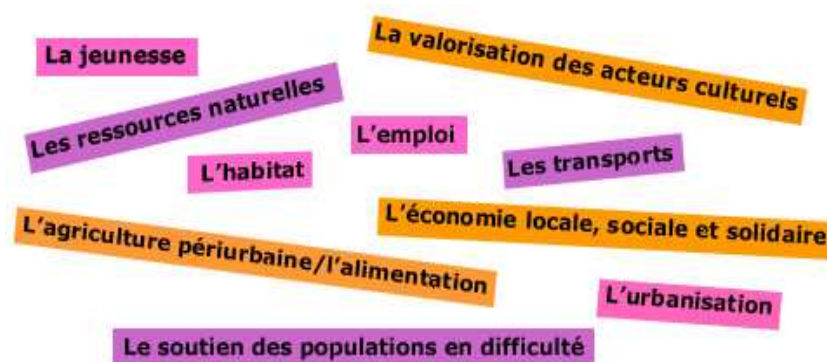 La jeunesse
La valorisation des acteurs culturels
Les ressources naturelles
L'emploi
L'habitat
Les transports
L'économie locale, sociale et solidaire
L'agriculture périurbaine/l'alimentation
L'urbanisation
Le soutien des populations en difficulté